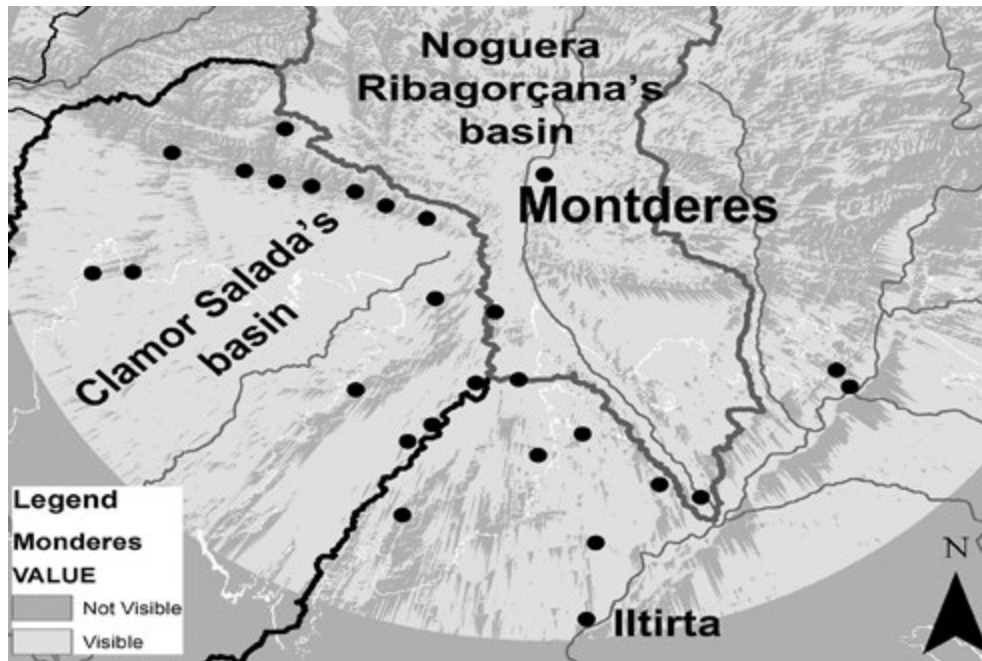 Noguera
Ribagorçana's
basin
Montderes
Clamor Salada's
basin
Iltirta
N
Legend
Monderes
VALUE
Not Visible
Visible